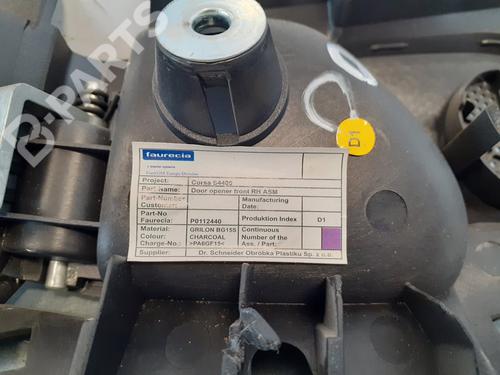 B-PARTS
D1
faurecia
Project: Corsa S4400
Part Name: Door opener front RH ASM
Part-Number Customer: Manufacturing Date:
Part-No Faurecia: P0112440 Produktion Index D1
Material: GRILON BG15S Continuous
Colour: CHARCOAL Number of the
Charge-No.: >PA6GF15< Ass. / Part.:
Supplier: Dr. Schneider Obróbka Plastiku Sp. z o.o.